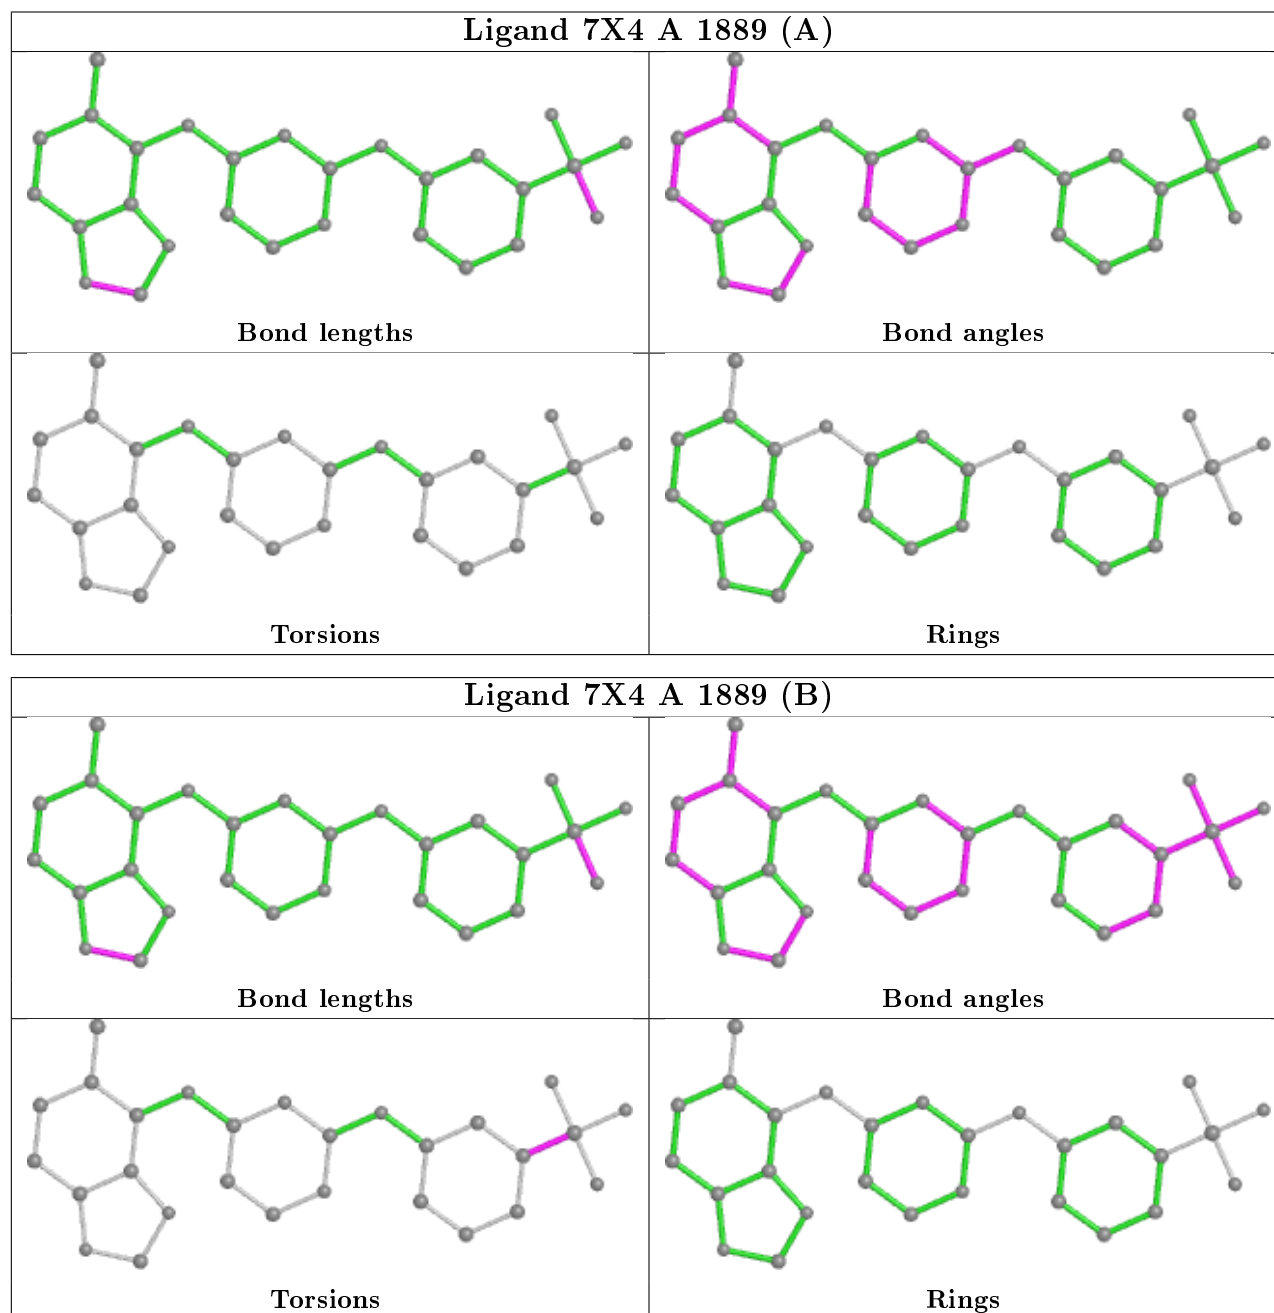 Ligand 7X4 A 1889 (A)
Bond lengths
Bond angles
Torsions
Rings
Ligand 7X4 A 1889 (B)
Bond lengths
Bond angles
Torsions
Rings